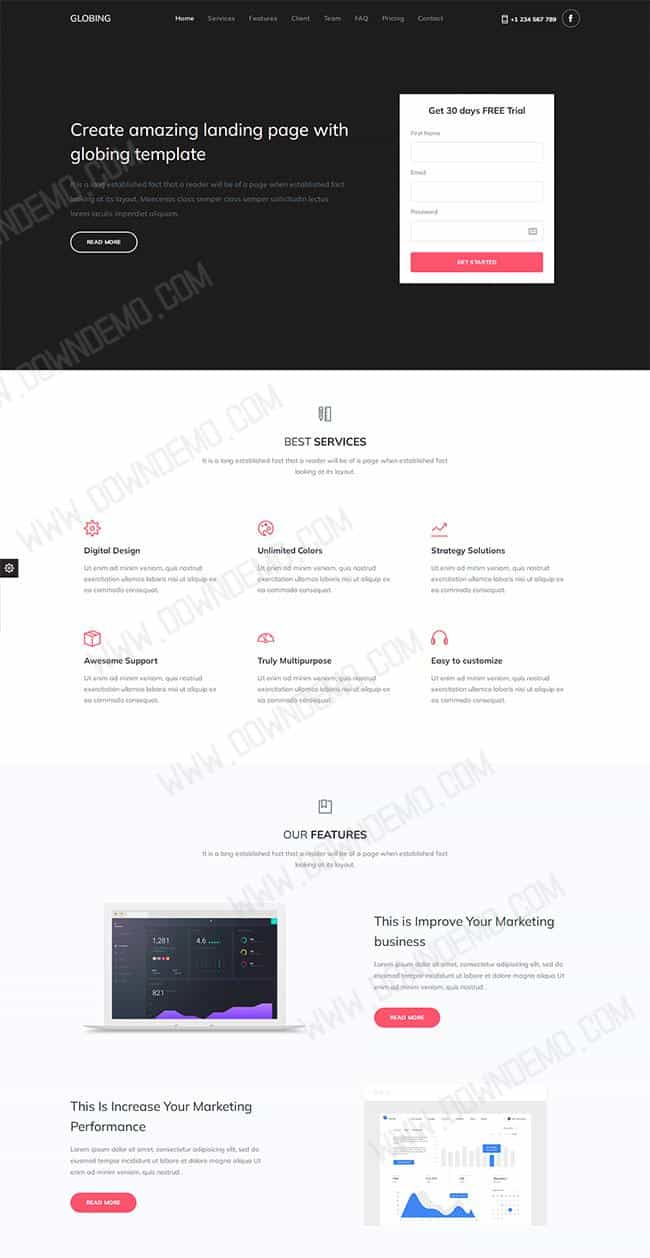 GLOBING
Home Services Features Client Team FAQ Pricing Contact
+1 234 567 789
Create amazing landing page with
globing template
It is a long established fact that a reader will be of a page when established fact
looking at its layout. Maecenas class semper class semper sollicitudin lectus
lorem iaculis imperdiet aliquam.
READ MORE
Get 30 days FREE Trial
First Name
Email
Password
GET STARTED
BEST SERVICES
It is a long established fact that a reader will be of a page when established fact
looking at its layout.
Digital Design
Ut enim ad minim veniam, quis nostrud
exercitation ullamco laboris nisi ut aliquip ex
ea commodo consequat.
Unlimited Colors
Ut enim ad minim veniam, quis nostrud
exercitation ullamco laboris nisi ut aliquip ex
ea commodo consequat.
Strategy Solutions
Ut enim ad minim veniam, quis nostrud
exercitation ullamco laboris nisi ut aliquip ex
ea commodo consequat.
Awesome Support
Ut enim ad minim veniam, quis nostrud
exercitation ullamco laboris nisi ut aliquip ex
ea commodo consequat.
Truly Multipurpose
Ut enim ad minim veniam, quis nostrud
exercitation ullamco laboris nisi ut aliquip ex
ea commodo consequat.
Easy to customize
Ut enim ad minim veniam, quis nostrud
exercitation ullamco laboris nisi ut aliquip ex
ea commodo consequat.
OUR FEATURES
It is a long established fact that a reader will be of a page when established fact
looking at its layout.
1,281
4.6
821
This is Improve Your Marketing
business
Lorem ipsum dolor sit amet, consectetur adipiscing elit, do
eiusmod tempor incididunt ut labore et dolore magna aliqua Ut
enim ad minim veniam, quis nostrud .
READ MORE
This Is Increase Your Marketing
Performance
Lorem ipsum dolor sit amet, consectetur adipiscing elit, sed do
eiusmod tempor incididunt ut labore et dolore magna aliqua Ut
enim ad minim veniam, quis nostrud .
READ MORE
WWW.DOWNDEMO.COM